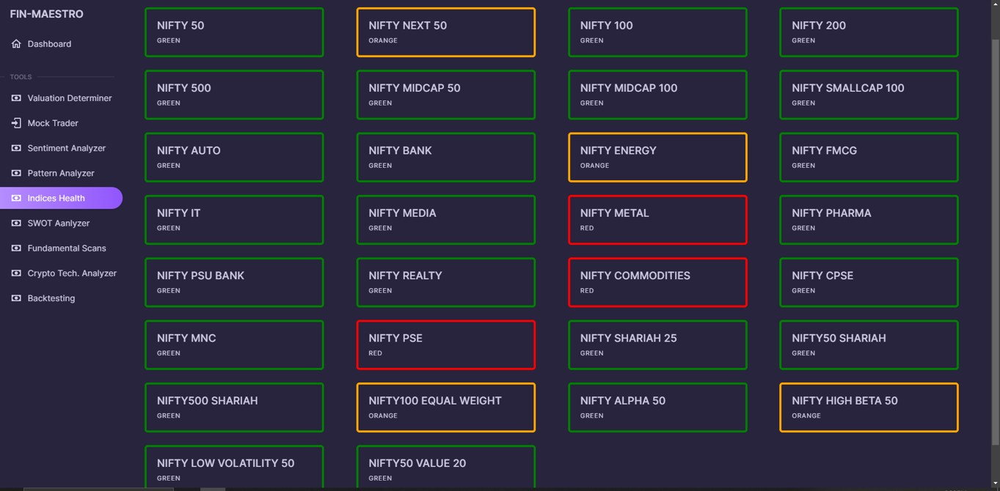 FIN-MAESTRO
Dashboard
TOOLS
Valuation Determiner
Mock Trader
Sentiment Analyzer
Pattern Analyzer
Indices Health
SWOT Aanlyzer
Fundamental Scans
Crypto Tech. Analyzer
Backtesting
NIFTY 50
GREEN
NIFTY NEXT 50
ORANGE
NIFTY 100
GREEN
NIFTY 200
GREEN
NIFTY 500
GREEN
NIFTY MIDCAP 50
GREEN
NIFTY MIDCAP 100
GREEN
NIFTY SMALLCAP 100
GREEN
NIFTY AUTO
GREEN
NIFTY BANK
GREEN
NIFTY ENERGY
ORANGE
NIFTY FMCG
GREEN
NIFTY IT
GREEN
NIFTY MEDIA
GREEN
NIFTY METAL
RED
NIFTY PHARMA
GREEN
NIFTY PSU BANK
GREEN
NIFTY REALTY
GREEN
NIFTY COMMODITIES
RED
NIFTY CPSE
GREEN
NIFTY MNC
GREEN
NIFTY PSE
RED
NIFTY SHARIAH 25
GREEN
NIFTY50 SHARIAH
GREEN
NIFTY500 SHARIAH
GREEN
NIFTY100 EQUAL WEIGHT
ORANGE
NIFTY ALPHA 50
GREEN
NIFTY HIGH BETA 50
ORANGE
NIFTY LOW VOLATILITY 50
GREEN
NIFTY50 VALUE 20
GREEN